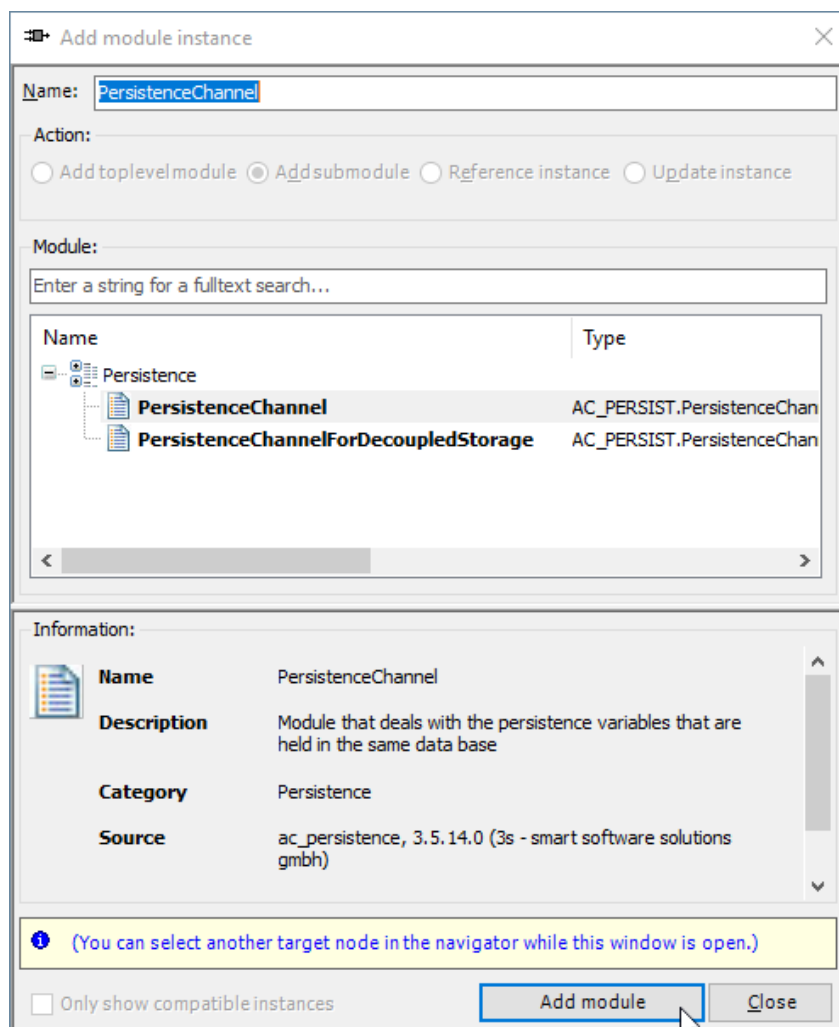 Add module instance
Name: PersistenceChannel
Action:
Add toplevel module Add submodule Reference instance Update instance
Module:
Enter a string for a fulltext search...
Name Type
Persistence
PersistenceChannel AC_PERSIST.PersistenceChan
PersistenceChannelForDecoupledStorage AC_PERSIST.PersistenceChan
Information:
Name PersistenceChannel
Description Module that deals with the persistence variables that are
held in the same data base
Category Persistence
Source ac_persistence, 3.5.14.0 (3s - smart software solutions
gmbh)
(You can select another target node in the navigator while this window is open.)
Only show compatible instances Add module Close